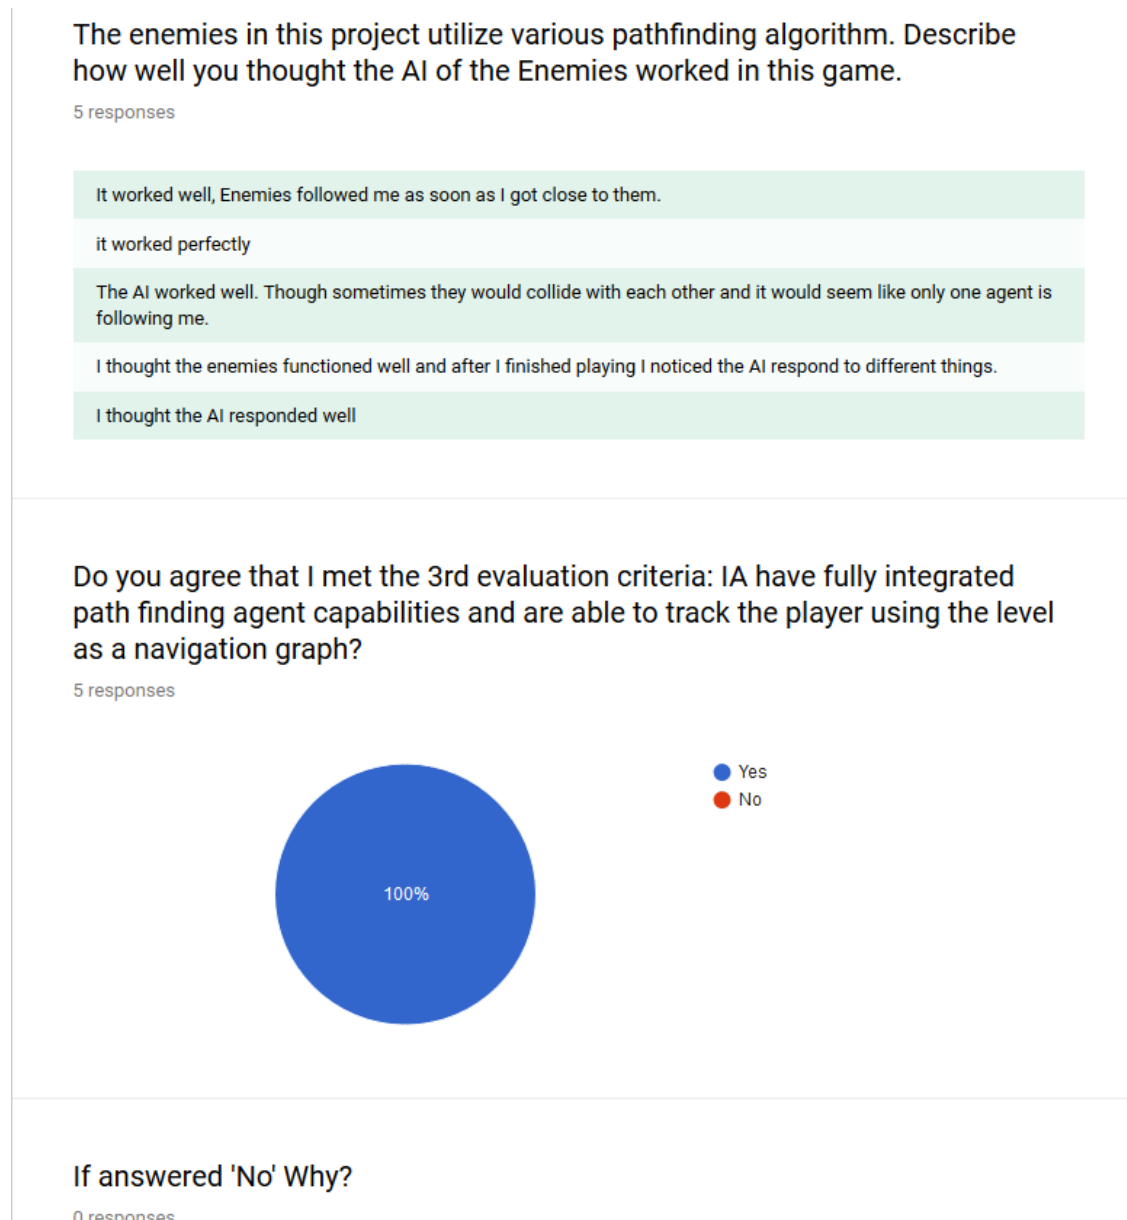 The enemies in this project utilize various pathfinding algorithm. Describe
how well you thought the AI of the Enemies worked in this game.
5 responses
It worked well, Enemies followed me as soon as I got close to them.
it worked perfectly
The AI worked well. Though sometimes they would collide with each other and it would seem like only one agent is
following me.
I thought the enemies functioned well and after I finished playing I noticed the AI respond to different things.
I thought the AI responded well
Do you agree that I met the 3rd evaluation criteria: IA have fully integrated
path finding agent capabilities and are able to track the player using the level
as a navigation graph?
5 responses
Yes
No
100%
If answered 'No' Why?
0 responses